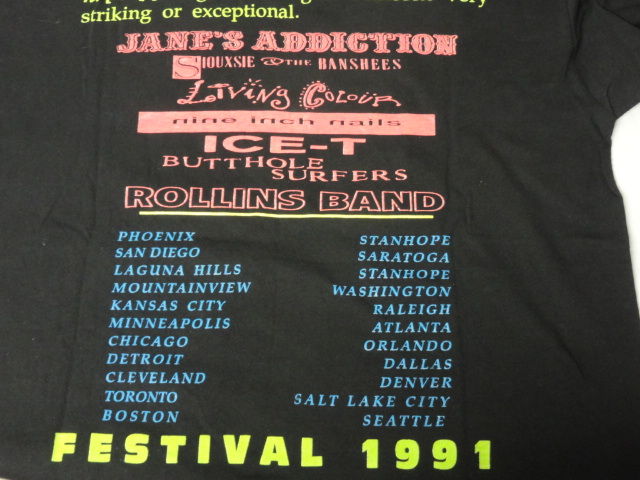 striking or exceptional.
JANE'S ADDICTION
SIOUXSIE & THE BANSHEES
LIVING COLOUR
nine inch nails
ICE-T
BUTTHOLE
SURFERS
ROLLINS BAND
PHOENIX
SAN DIEGO
LAGUNA HILLS
MOUNTAINVIEW
KANSAS CITY
MINNEAPOLIS
CHICAGO
DETROIT
CLEVELAND
TORONTO
BOSTON
STANHOPE
SARATOGA
STANHOPE
WASHINGTON
RALEIGH
ATLANTA
ORLANDO
DALLAS
DENVER
SALT LAKE CITY
SEATTLE
FESTIVAL 1991